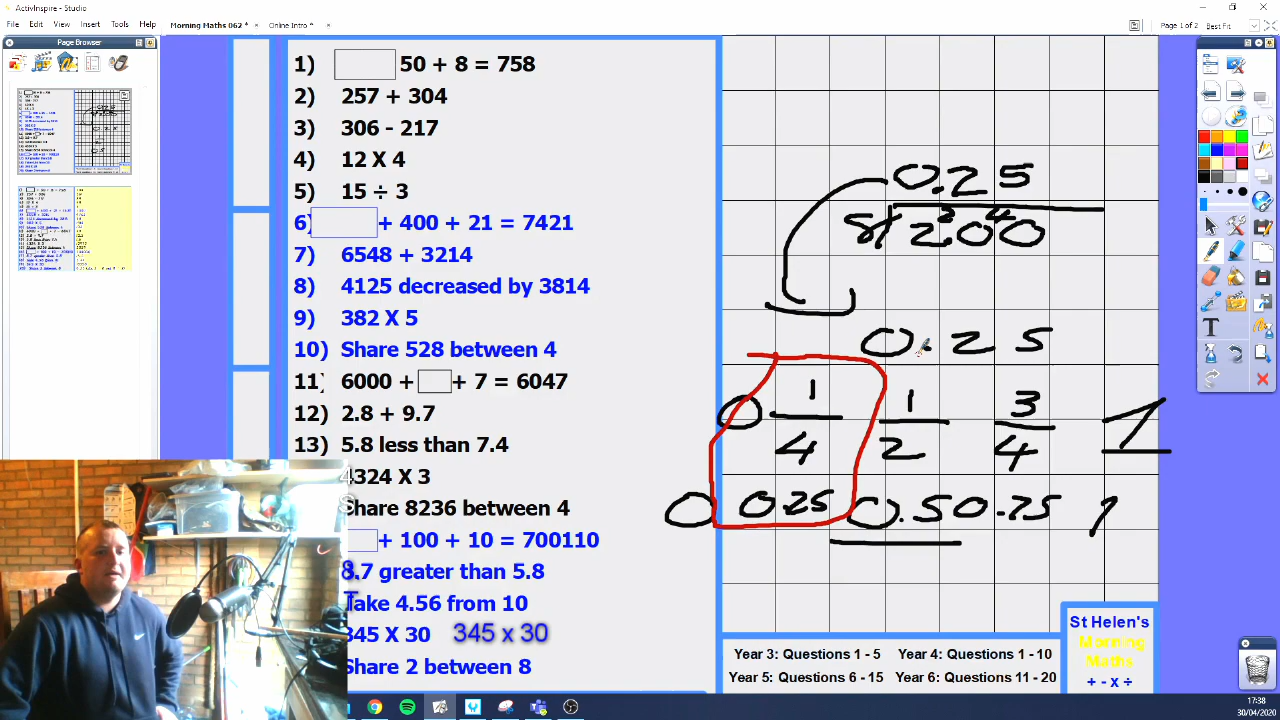 ActivInspire - Studio
File Edit View Insert Tools Help
Morning Maths 062 *
Online Intro *
Page 1 of 2
Best Fit
Page Browser
1) 50 + 8 = 758
2) 257 + 304
3) 306 - 217
4) 12 X 4
5) 15 ÷ 3
6) + 400 + 21 = 7421
7) 6548 + 3214
8) 4125 decreased by 3814
9) 382 X 5
10) Share 528 between 4
11) 6000 + + 7 = 6047
12) 2.8 + 9.7
13) 5.8 less than 7.4
4324 X 3
Share 8236 between 4
+ 100 + 10 = 700110
8.7 greater than 5.8
Take 4.56 from 10
345 X 30 345 x 30
Share 2 between 8
0.25
8 2.²0⁴0
0.25
0 1/4 1/2 3/4 1
0 0.25 0.5 0.75 1
Year 3: Questions 1 - 5 Year 4: Questions 1 - 10
Year 5: Questions 6 - 15 Year 6: Questions 11 - 20
St Helen's
Morning
Maths
+ - x ÷
17:38
30/04/2020